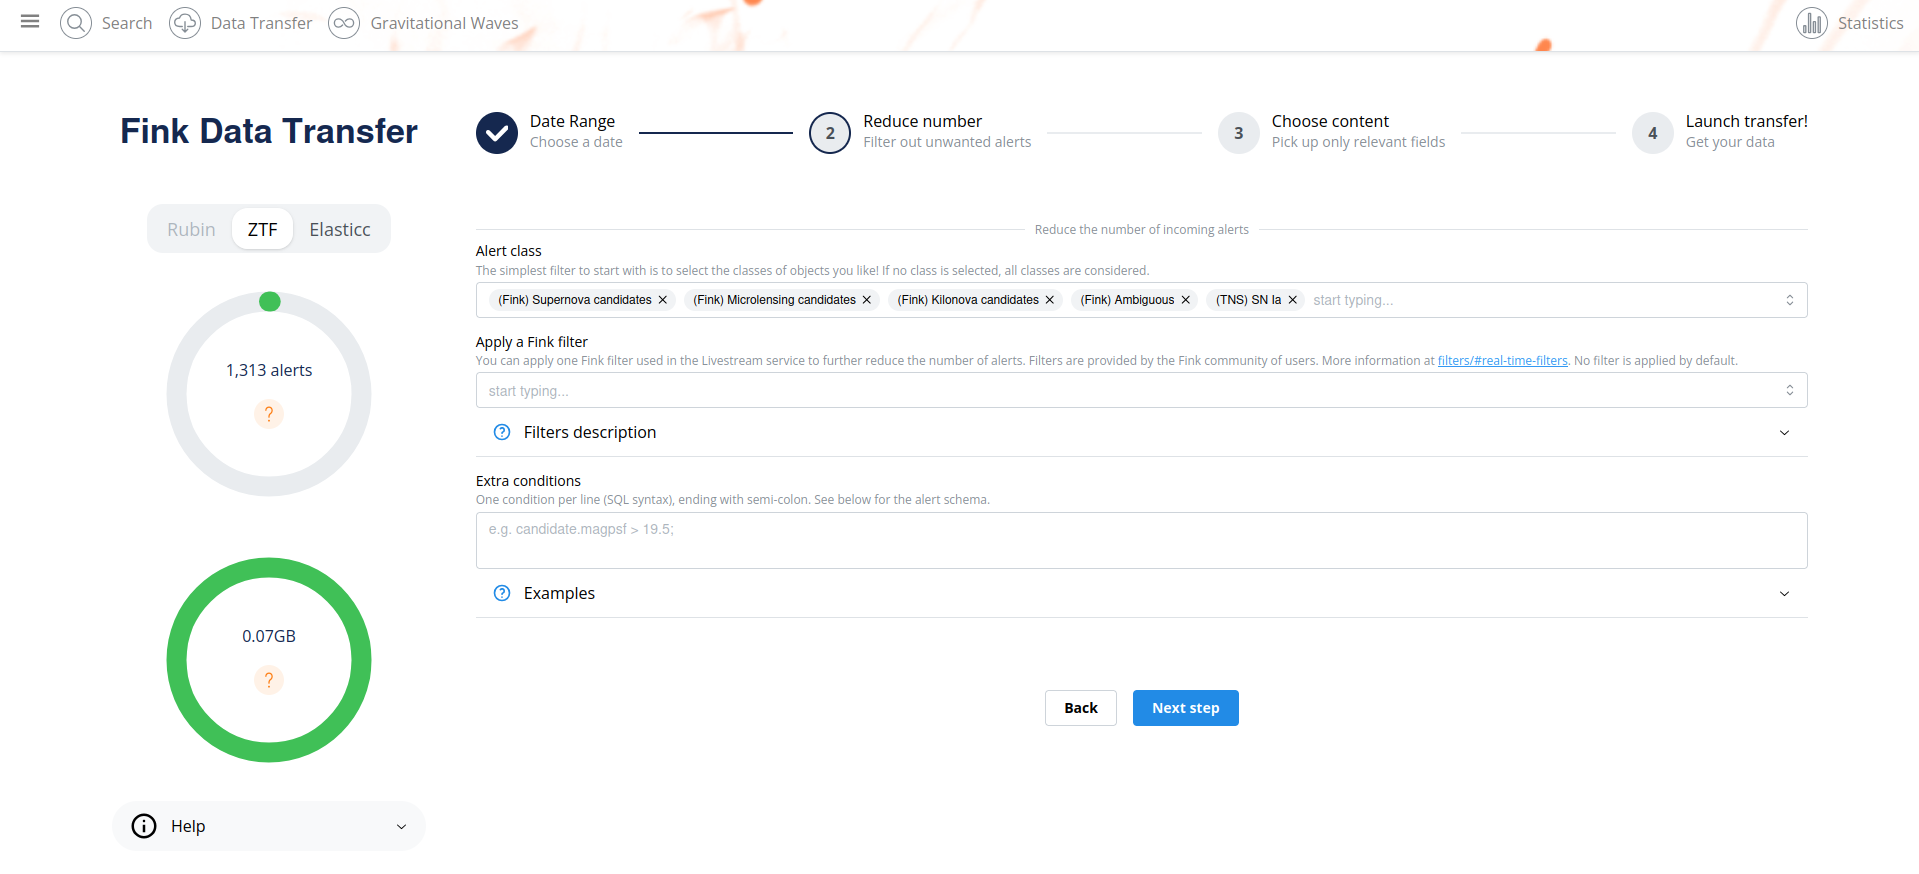 Search
Data Transfer
Gravitational Waves
Statistics
Fink Data Transfer
Date Range
Choose a date
2
Reduce number
Filter out unwanted alerts
3
Choose content
Pick up only relevant fields
4
Launch transfer!
Get your data
Rubin
ZTF
Elasticc
1,313 alerts
?
0.07GB
?
Help
Reduce the number of incoming alerts
Alert class
The simplest filter to start with is to select the classes of objects you like! If no class is selected, all classes are considered.
(Fink) Supernova candidates × (Fink) Microlensing candidates × (Fink) Kilonova candidates × (Fink) Ambiguous × (TNS) SN Ia × start typing...
Apply a Fink filter
You can apply one Fink filter used in the Livestream service to further reduce the number of alerts. Filters are provided by the Fink community of users. More information at filters/#real-time-filters. No filter is applied by default.
start typing...
Filters description
Extra conditions
One condition per line (SQL syntax), ending with semi-colon. See below for the alert schema.
e.g. candidate.magpsf > 19.5;
Examples
Back
Next step